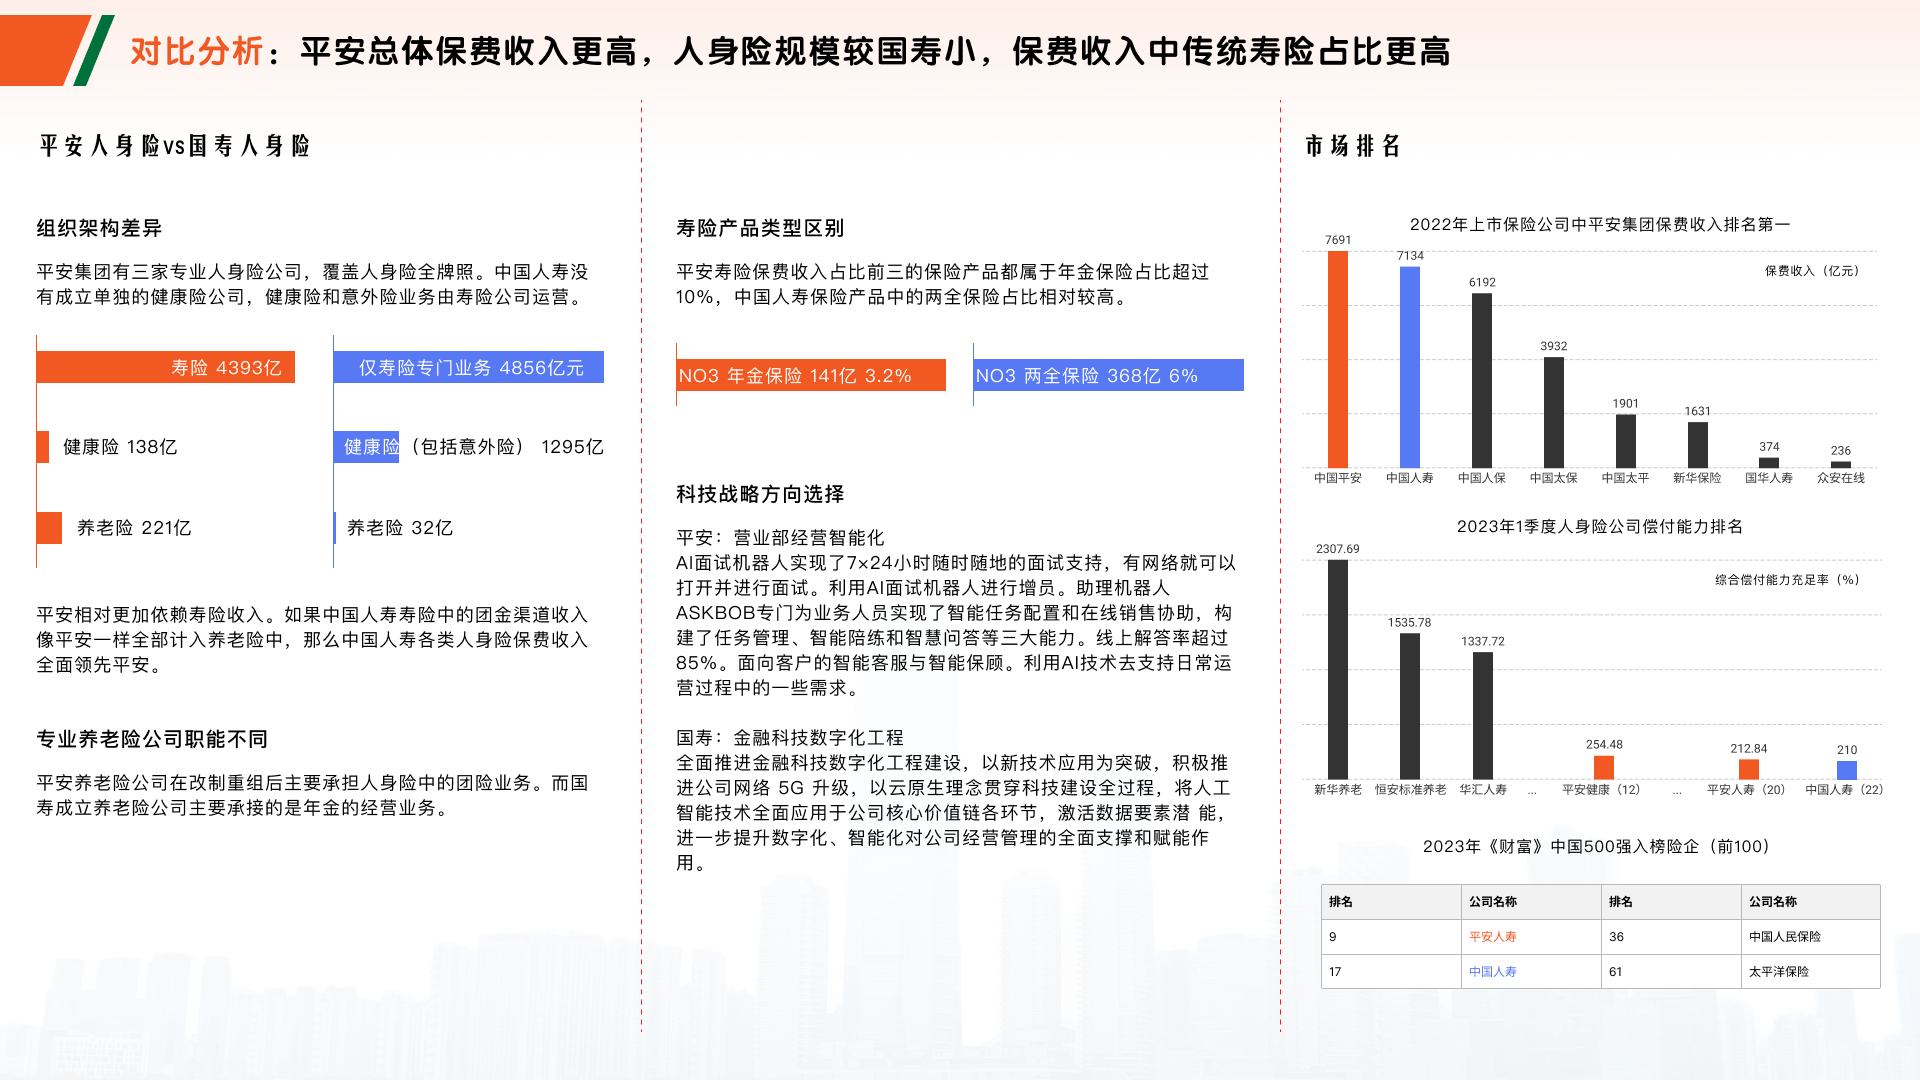 对比分析：平安总体保费收入更高，人身险规模较国寿小，保费收入中传统寿险占比更高
平安人身险vs国寿人身险
组织架构差异
平安集团有三家专业人身险公司，覆盖人身险全牌照。中国人寿没
有成立单独的健康险公司，健康险和意外险业务由寿险公司运营。
寿险 4393亿
仅寿险专门业务 4856亿元
健康险 138亿
健康险（包括意外险） 1295亿
养老险 221亿
养老险 32亿
平安相对更加依赖寿险收入。如果中国人寿寿险中的团金渠道收入
像平安一样全部计入养老险中，那么中国人寿各类人身险保费收入
全面领先平安。
专业养老险公司职能不同
平安养老险公司在改制重组后主要承担人身险中的团险业务。而国
寿成立养老险公司主要承接的是年金的经营业务。
寿险产品类型区别
平安寿险保费收入占比前三的保险产品都属于年金保险占比超过
10%，中国人寿保险产品中的两全保险占比相对较高。
NO3 年金保险 141亿 3.2%
NO3 两全保险 368亿 6%
科技战略方向选择
平安：营业部经营智能化
AI面试机器人实现了7×24小时随时随地的面试支持，有网络就可以
打开并进行面试。利用AI面试机器人进行增员。助理机器人
ASKBOB专门为业务人员实现了智能任务配置和在线销售协助，构
建了任务管理、智能陪练和智慧问答等三大能力。线上解答率超过
85%。面向客户的智能客服与智能保顾。利用AI技术去支持日常运
营过程中的一些需求。
国寿：金融科技数字化工程
全面推进金融科技数字化工程建设，以新技术应用为突破，积极推
进公司网络 5G 升级，以云原生理念贯穿科技建设全过程，将人工
智能技术全面应用于公司核心价值链各环节，激活数据要素潜 能，
进一步提升数字化、智能化对公司经营管理的全面支撑和赋能作
用。
市场排名
2022年上市保险公司中平安集团保费收入排名第一
保费收入（亿元）
7691
7134
6192
3932
1901
1631
374
236
中国平安
中国人寿
中国人保
中国太保
中国太平
新华保险
国华人寿
众安在线
2023年1季度人身险公司偿付能力排名
综合偿付能力充足率（%）
2307.69
1535.78
1337.72
254.48
212.84
210
新华养老
恒安标准养老
华汇人寿
...
平安健康（12）
...
平安人寿（20）
中国人寿（22）
2023年《财富》中国500强入榜险企（前100）
排名 公司名称 排名 公司名称
9 平安人寿 36 中国人民保险
17 中国人寿 61 太平洋保险